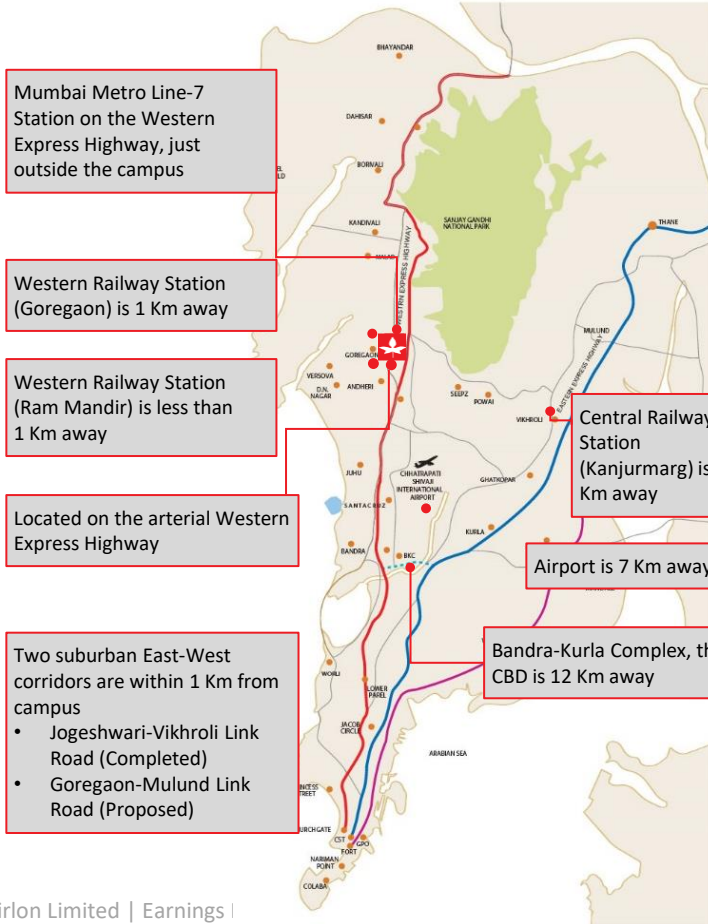 BHAYANDAR
Mumbai Metro Line-7
Station on the Western
Express Highway, just
outside the campus
DAHISAR
BORIVALI
KANDIVALI
SANJAY GANDHI
NATIONAL PARK
THANE
WESTERN EXPRESS HIGHWAY
Western Railway Station
(Goregaon) is 1 Km away
MULUND
EASTERN EXPRESS HIGHWAY
GOREGAON
VERSOVA
D.N.
NAGAR
ANDHERI
SEEPZ
POWAI
VIKHROLI
Western Railway Station
(Ram Mandir) is less than
1 Km away
Central Railway
Station
(Kanjurmarg) is
Km away
JUHU
CHHATRAPATI
SHIVAJI
INTERNATIONAL
AIRPORT
GHATKOPAR
SANTACRUZ
Located on the arterial Western
Express Highway
KURLA
BANDRA
BKC
Airport is 7 Km away
Bandra-Kurla Complex,
CBD is 12 Km away
Two suburban East-West
corridors are within 1 Km from
campus
• Jogeshwari-Vikhroli Link
Road (Completed)
• Goregaon-Mulund Link
Road (Proposed)
WORLI
LOWER
PAREL
JACOB
CIRCLE
ARABIAN SEA
CST
FORT
GPO
NARIMAN
POINT
COLABA
Limited | Earnings